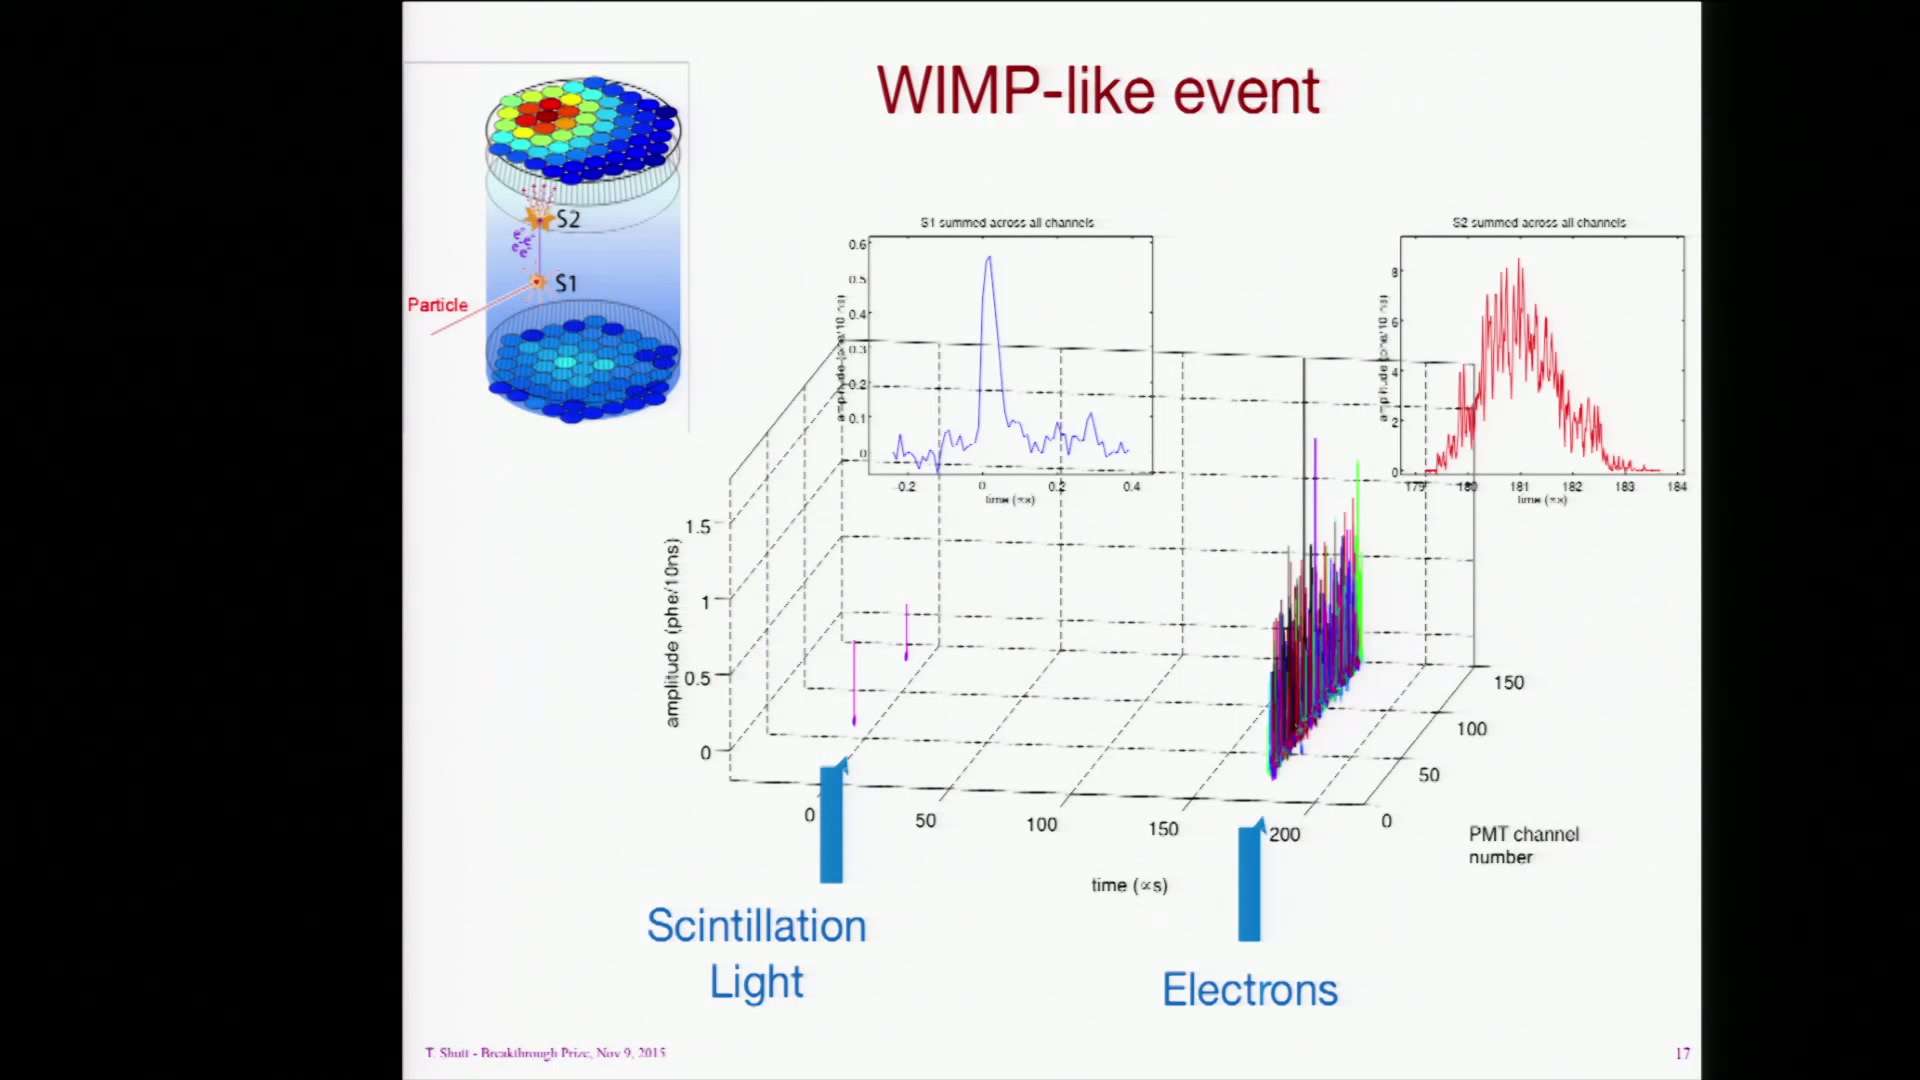 WIMP-like event
S2
e⁻
S1
Particle
S1 summed across all channels
0.6
0.5
0.4
0.3
0.2
0.1
0
-0.2
0
0.2
0.4
time (∝s)
S2 summed across all channels
8
6
4
2
0
179
180
181
182
183
184
time (∝s)
amplitude (phe/10ns)
1.5
1
0.5
0
0
50
100
150
200
time (∝s)
0
50
100
150
PMT channel
number
Scintillation
Light
Electrons
T. Shutt - Breakthrough Prize, Nov 9, 2015
17